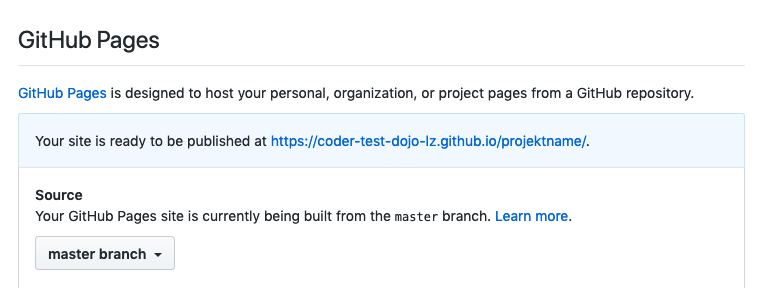 GitHub Pages
GitHub Pages is designed to host your personal, organization, or project pages from a GitHub repository.
Your site is ready to be published at https://coder-test-dojo-lz.github.io/projektname/.
Source
Your GitHub Pages site is currently being built from the master branch. Learn more.
master branch